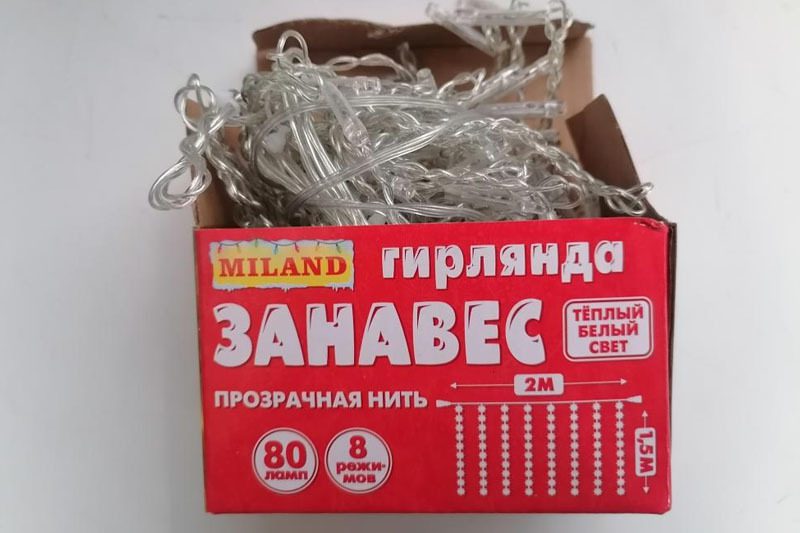 MILAND
гирлянда
ЗАНАВЕС
ТЁПЛЫЙ
БЕЛЫЙ
СВЕТ
ПРОЗРАЧНАЯ НИТЬ
2М
1,5М
80
ламп
8
режи-
мов